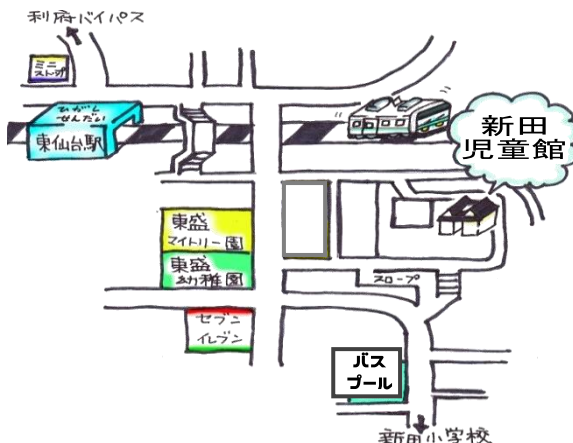 利府バイパス
ミニ
ストップ
ひがし
せんだい
東仙台駅
新田
児童館
東盛
マイトリー園
東盛
幼稚園
スロープ
セブン
イレブン
バス
プール
新田小学校